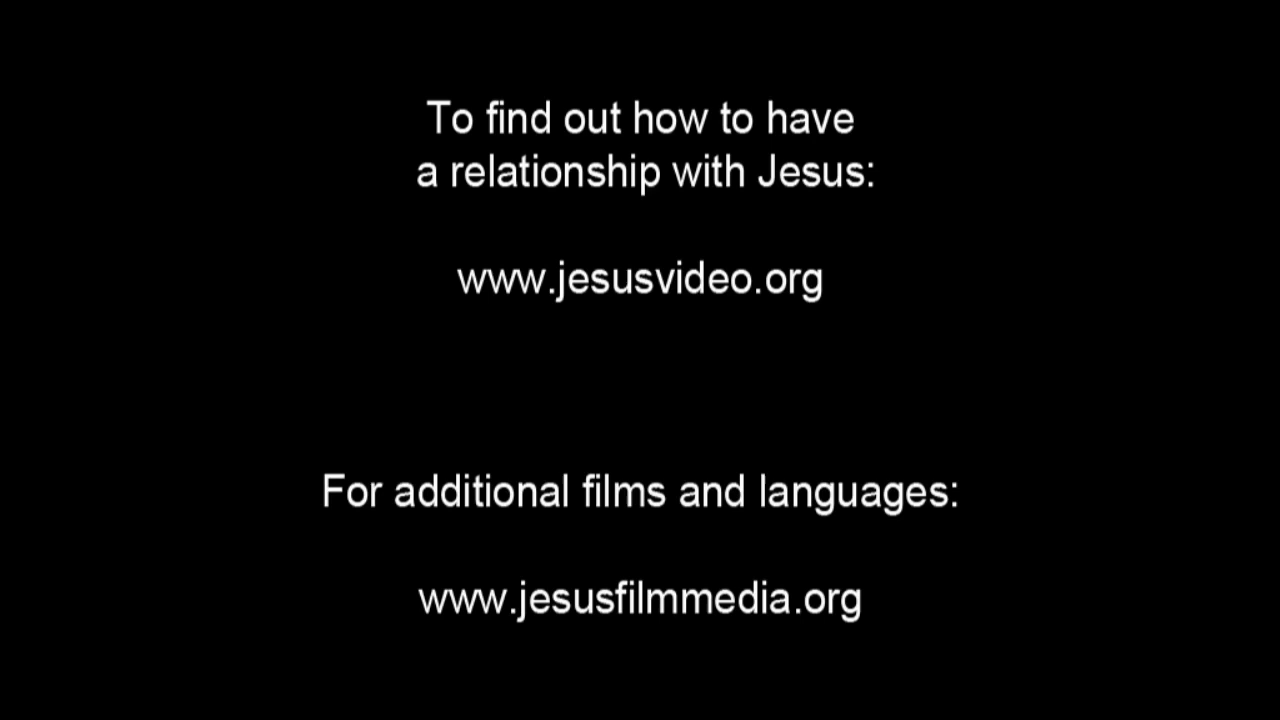 To find out how to have
a relationship with Jesus:
www.jesusvideo.org
For additional films and languages:
www.jesusfilmmedia.org